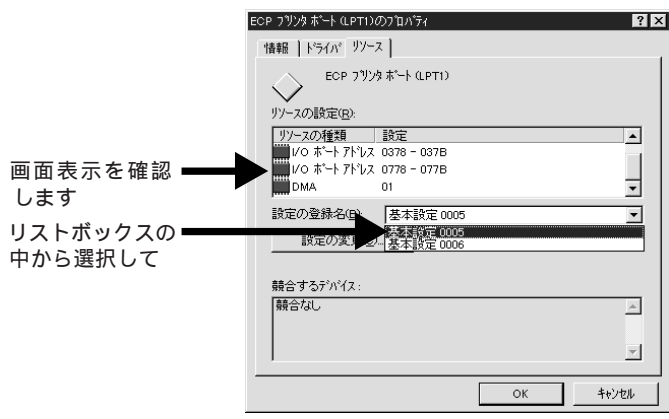 ECP プリンタ ポート (LPT1)のプロパティ
情報 ドライバ リソース
ECP プリンタ ポート (LPT1)
リソースの設定(R):
リソースの種類 設定
I/O ポート アドレス 0378 - 037B
I/O ポート アドレス 0778 - 077B
DMA 01
画面表示を確認
します
設定の登録名(B): 基本設定 0005
リストボックスの
中から選択して
基本設定 0005
基本設定 0006
設定の変更
競合するデバイス:
競合なし
OK キャンセル